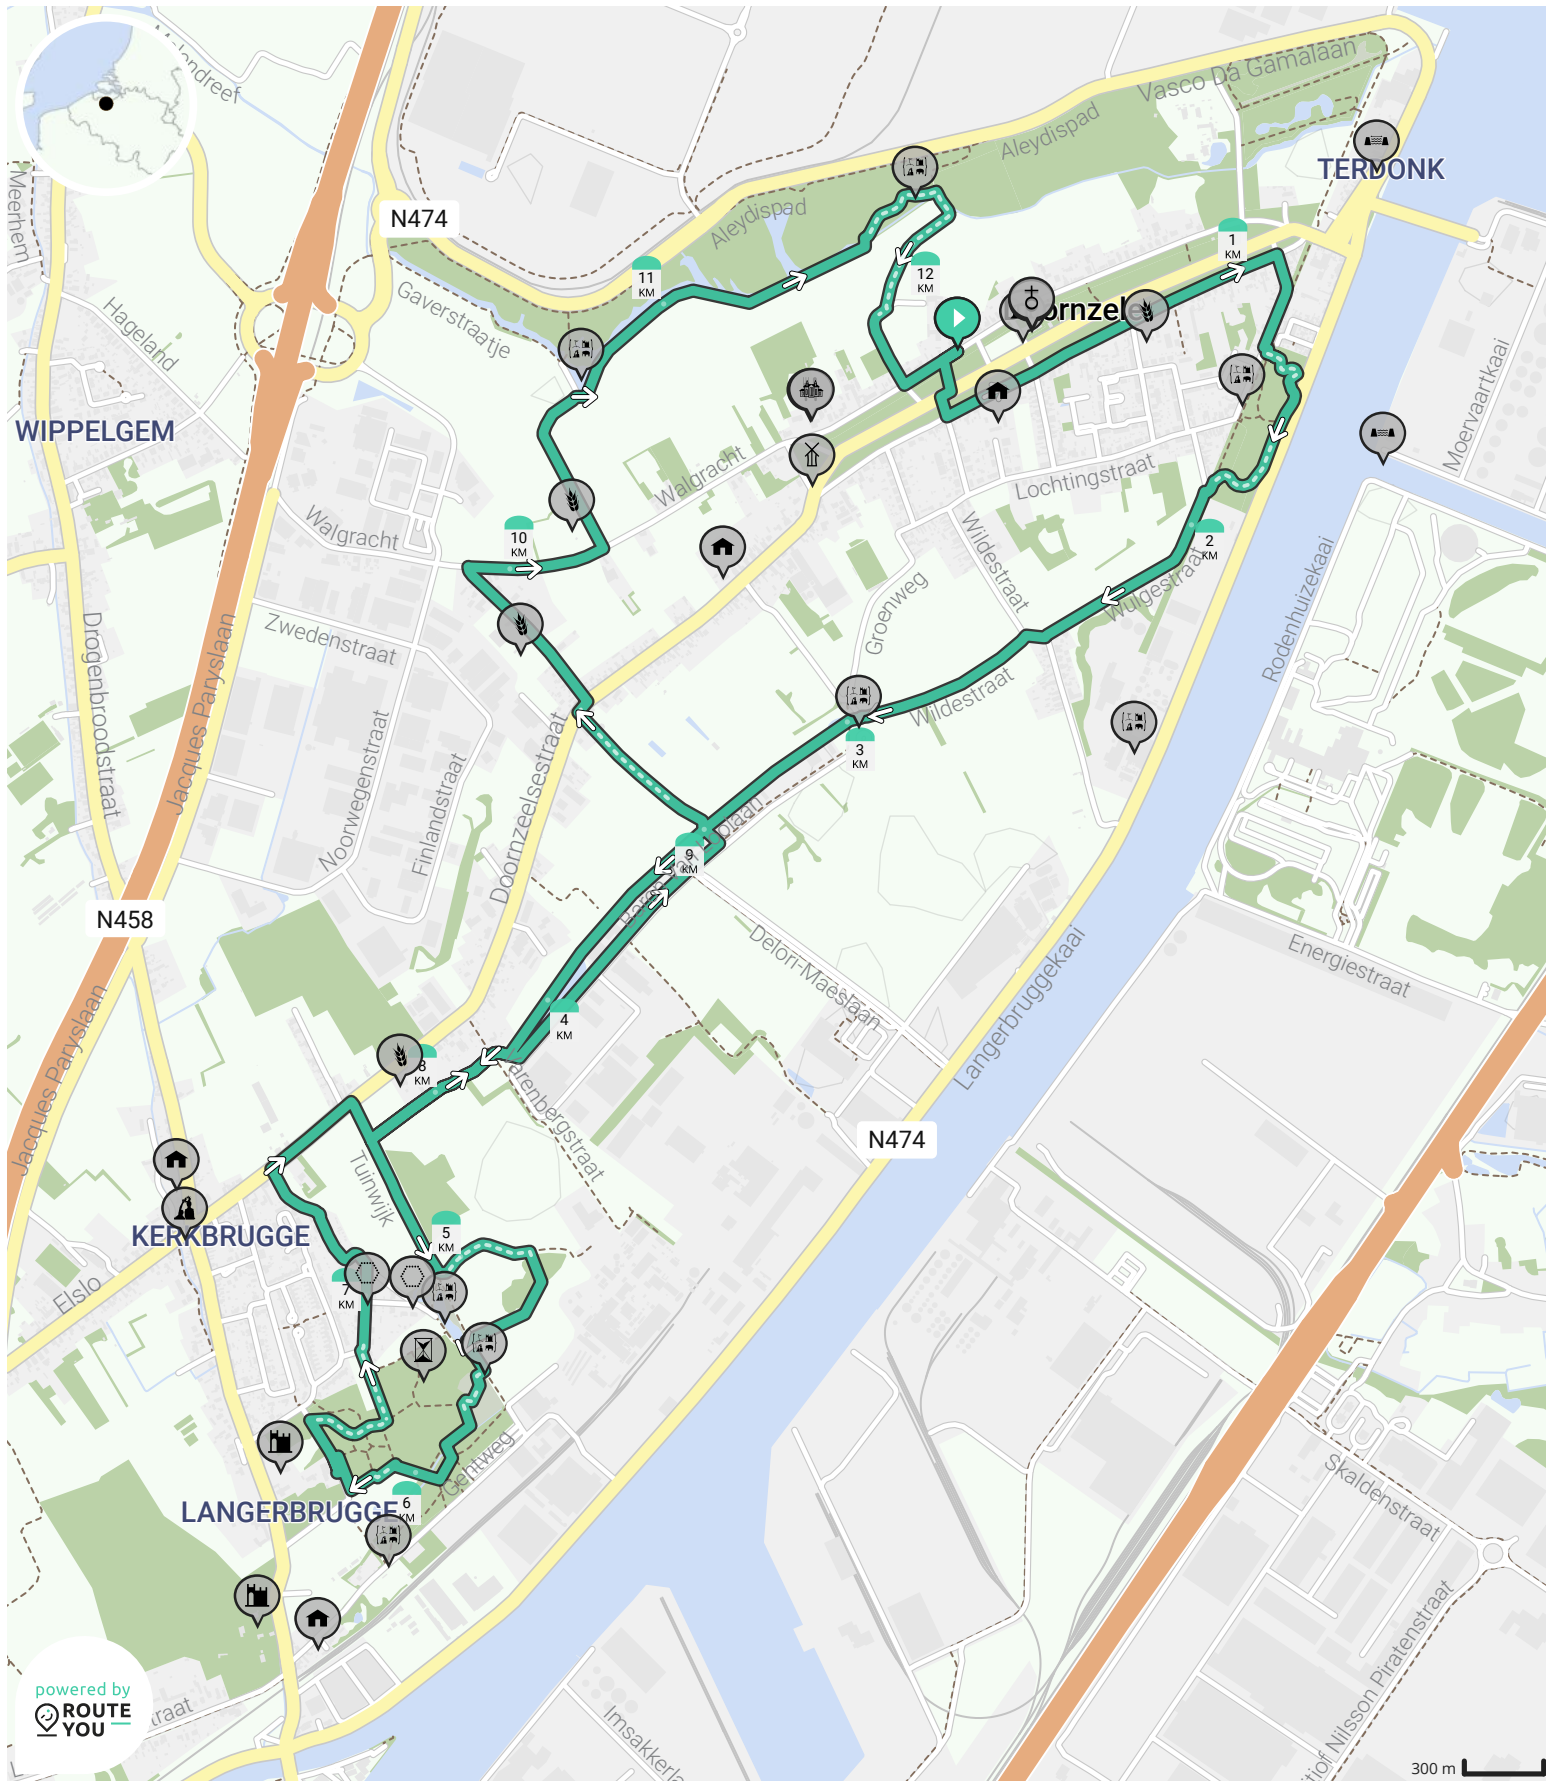 Vasco Da Gamalaan
Aleydispad
TERDONK
Meerhem
N474
Aleydispad
1
KM
11
KM
12
KM
Gaverstraatje
Hageland
WIPPELGEM
Moervaartkaai
Walgracht
Lochtingstraat
Walgracht
10
KM
2
KM
Wildestraat
Rodenhuizekaai
Groenweg
Wulgestraat
Zwedenstraat
Drogenbroodstraat
Jacques Paryslaan
Wildestraat
Noorwegenstraat
Finlandstraat
Doornzeelsestraat
3
KM
9
KM
N458
Delori-Maeslaan
Energiestraat
Langerbruggekaai
4
KM
Jacques Paryslaan
8
KM
N474
Tuinwijk
5
KM
KERKBRUGGE
Elslo
7
KM
Gentweg
Skaldenstraat
LANGERBRUGGE
6
KM
powered by
ROUTE
YOU
300 m